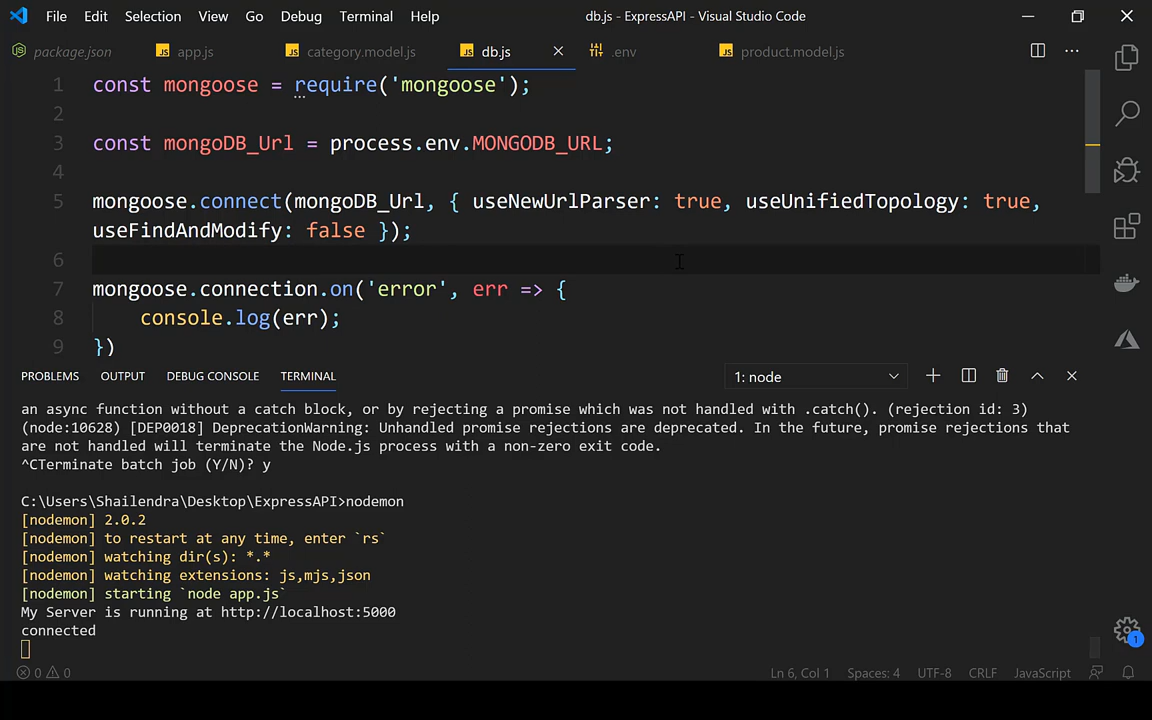 File Edit Selection View Go Debug Terminal Help db.js - ExpressAPI - Visual Studio Code
package.json JS app.js JS category.model.js JS db.js .env JS product.model.js
1 const mongoose = require('mongoose');
2
3 const mongoDB_Url = process.env.MONGODB_URL;
4
5 mongoose.connect(mongoDB_Url, { useNewUrlParser: true, useUnifiedTopology: true,
useFindAndModify: false });
6
7 mongoose.connection.on('error', err => {
8 console.log(err);
9 })
PROBLEMS OUTPUT DEBUG CONSOLE TERMINAL 1: node
an async function without a catch block, or by rejecting a promise which was not handled with .catch(). (rejection id: 3)
(node:10628) [DEP0018] DeprecationWarning: Unhandled promise rejections are deprecated. In the future, promise rejections that
are not handled will terminate the Node.js process with a non-zero exit code.
^CTerminate batch job (Y/N)? y
C:\Users\Shailendra\Desktop\ExpressAPI>nodemon
[nodemon] 2.0.2
[nodemon] to restart at any time, enter `rs`
[nodemon] watching dir(s): *.*
[nodemon] watching extensions: js,mjs,json
[nodemon] starting `node app.js`
My Server is running at http://localhost:5000
connected
1
0 0 Ln 6, Col 1 Spaces: 4 UTF-8 CRLF JavaScript